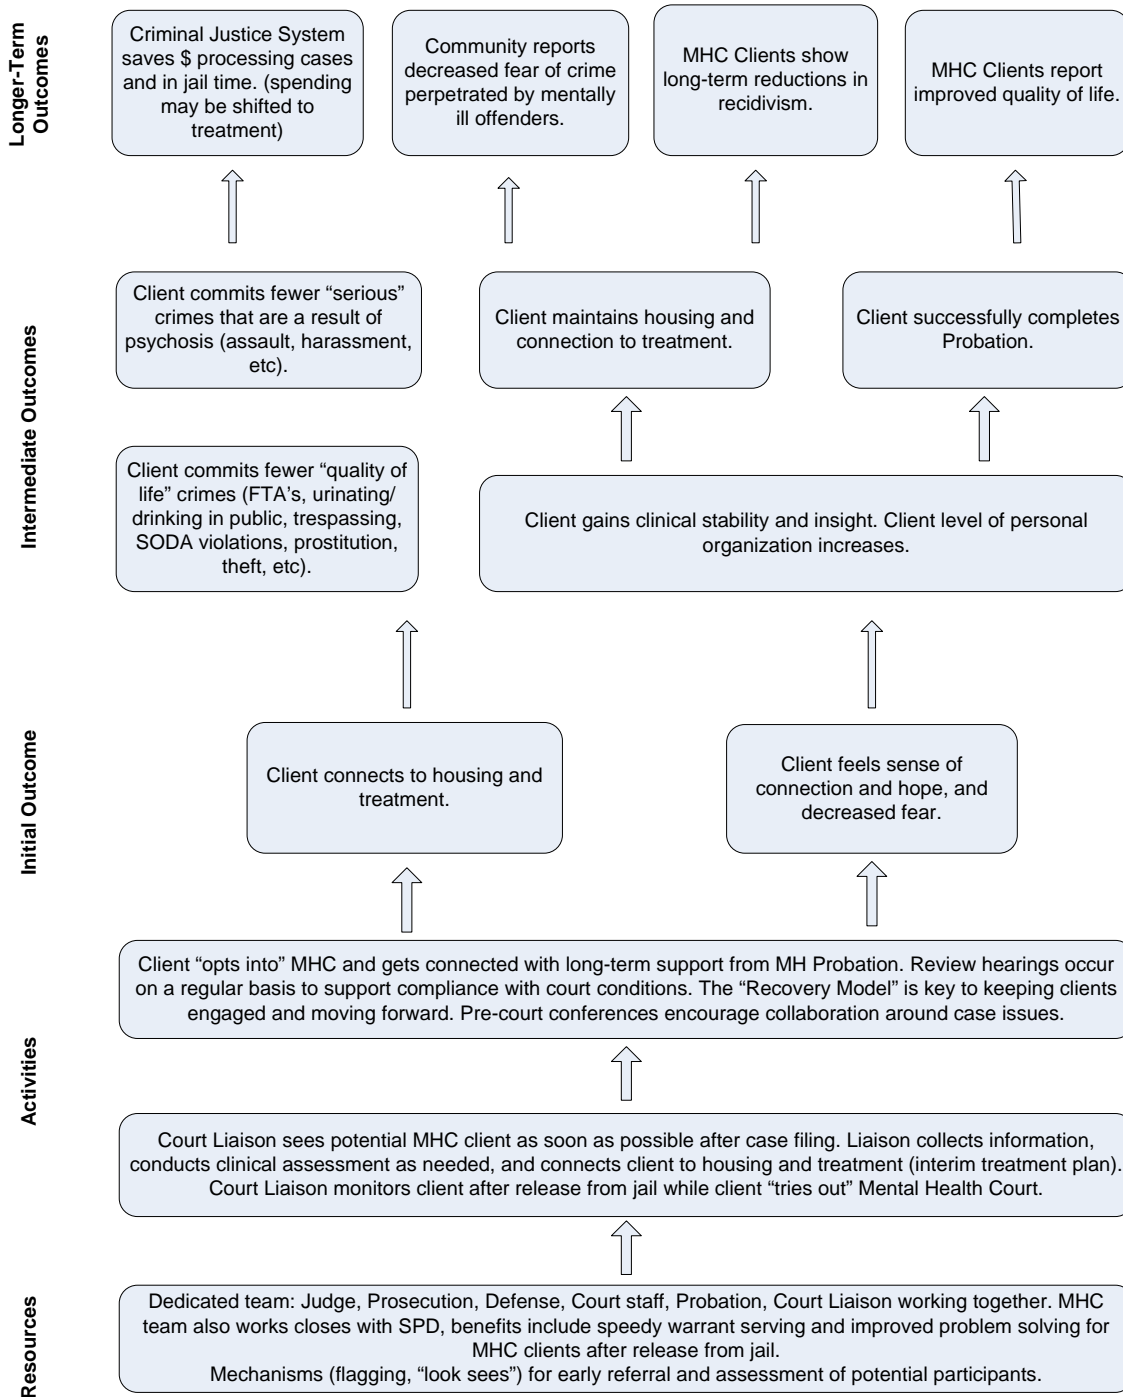 Longer-Term
Outcomes
Criminal Justice System
saves $ processing cases
and in jail time. (spending
may be shifted to
treatment)
Community reports
decreased fear of crime
perpetrated by mentally
ill offenders.
MHC Clients show
long-term reductions in
recidivism.
MHC Clients report
improved quality of life.
Intermediate Outcomes
Client commits fewer “serious”
crimes that are a result of
psychosis (assault, harassment,
etc).
Client maintains housing and
connection to treatment.
Client successfully completes
Probation.
Client commits fewer “quality of
life” crimes (FTA’s, urinating/
drinking in public, trespassing,
SODA violations, prostitution,
theft, etc).
Client gains clinical stability and insight. Client level of personal
organization increases.
Initial Outcome
Client connects to housing and
treatment.
Client feels sense of
connection and hope, and
decreased fear.
Activities
Client “opts into” MHC and gets connected with long-term support from MH Probation. Review hearings occur
on a regular basis to support compliance with court conditions. The “Recovery Model” is key to keeping clients
engaged and moving forward. Pre-court conferences encourage collaboration around case issues.
Court Liaison sees potential MHC client as soon as possible after case filing. Liaison collects information,
conducts clinical assessment as needed, and connects client to housing and treatment (interim treatment plan).
Court Liaison monitors client after release from jail while client “tries out” Mental Health Court.
Resources
Dedicated team: Judge, Prosecution, Defense, Court staff, Probation, Court Liaison working together. MHC
team also works closes with SPD, benefits include speedy warrant serving and improved problem solving for
MHC clients after release from jail.
Mechanisms (flagging, “look sees”) for early referral and assessment of potential participants.